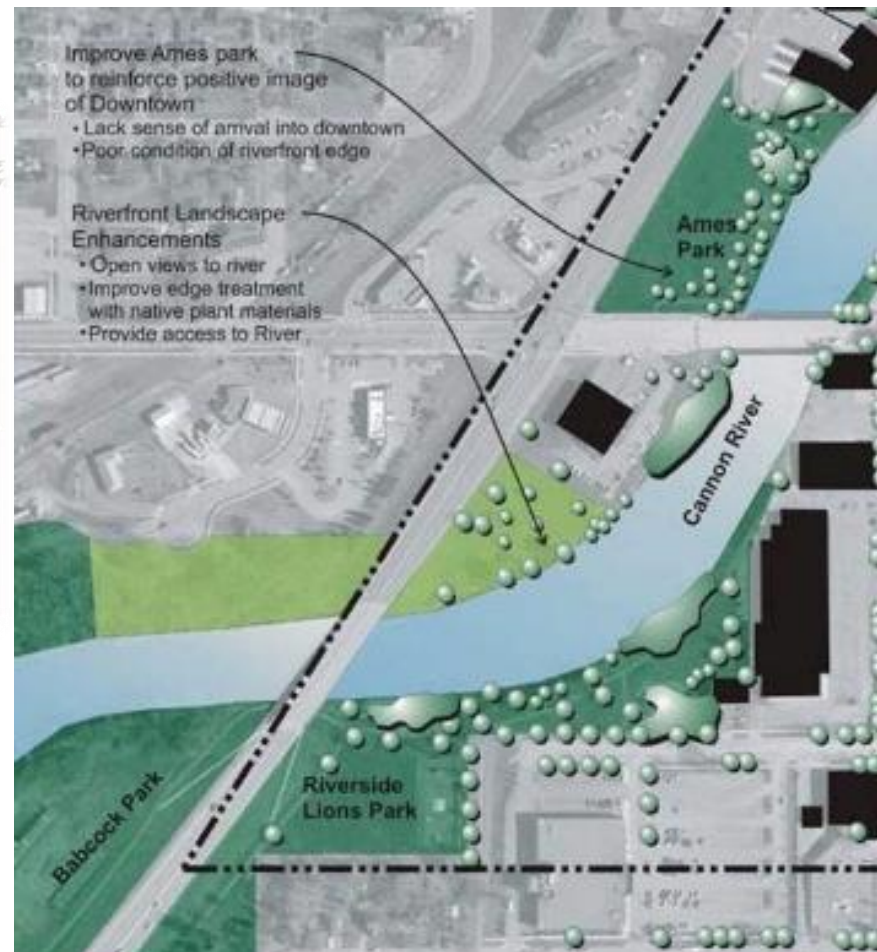 Improve Ames park
to reinforce positive image
of Downtown
• Lack sense of arrival into downtown
• Poor condition of riverfront edge
Riverfront Landscape
Enhancements
• Open views to river
• Improve edge treatment
with native plant materials
• Provide access to River
Ames
Park
Cannon River
Riverside
Lions Park
Babcock Park